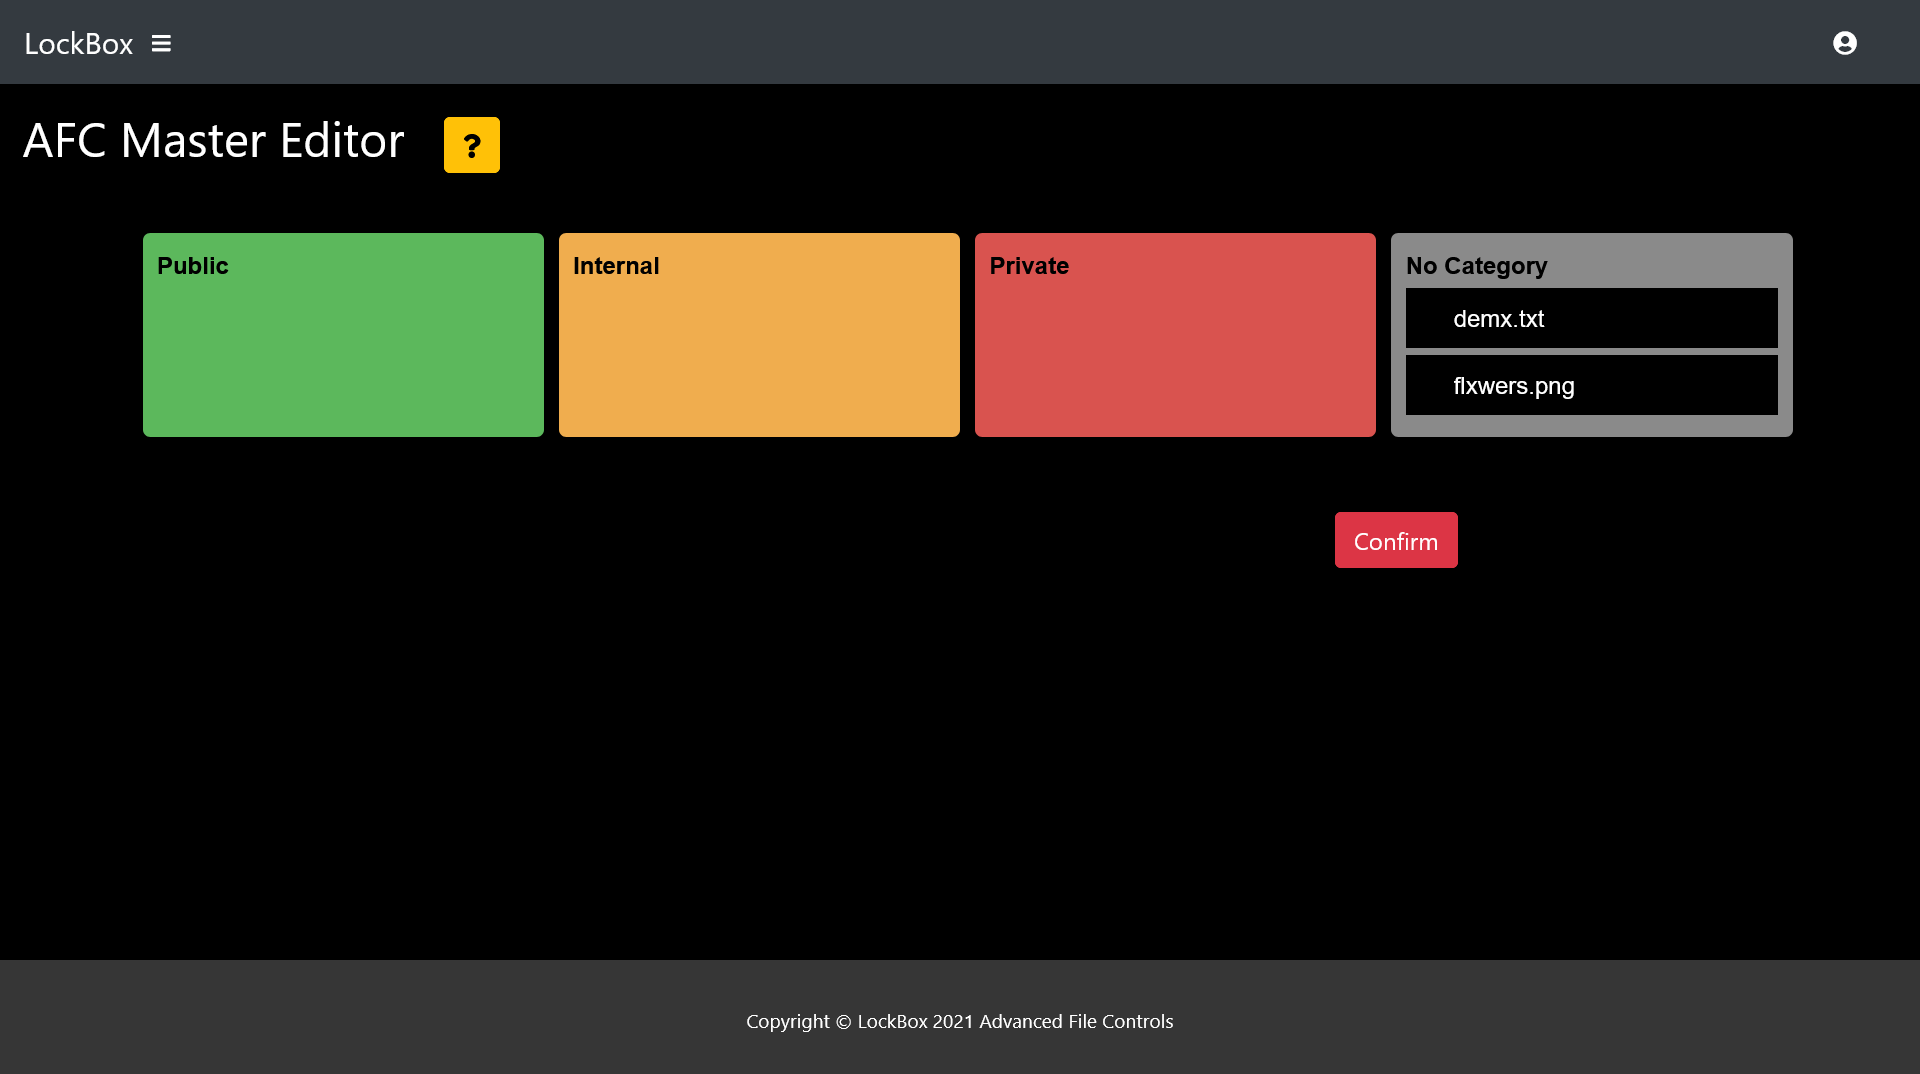 LockBox
AFC Master Editor ?
Public
Internal
Private
No Category
demx.txt
flxwers.png
Confirm
Copyright © LockBox 2021 Advanced File Controls